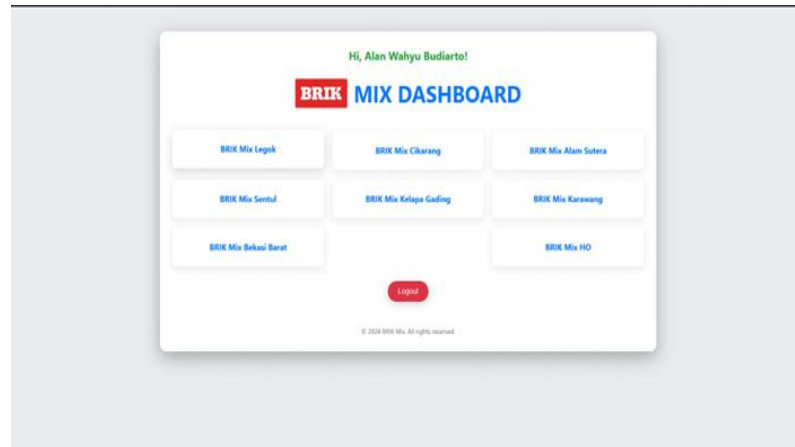 Hi, Alan Wahyu Budiarto!
BRIK MIX DASHBOARD
BRIK Mix Legok
BRIK Mix Cikarang
BRIK Mix Alam Sutera
BRIK Mix Sentul
BRIK Mix Kelapa Gading
BRIK Mix Karawang
BRIK Mix Bekasi Barat
BRIK Mix HO
Logout
© 2024 BRIK Mix. All rights reserved.